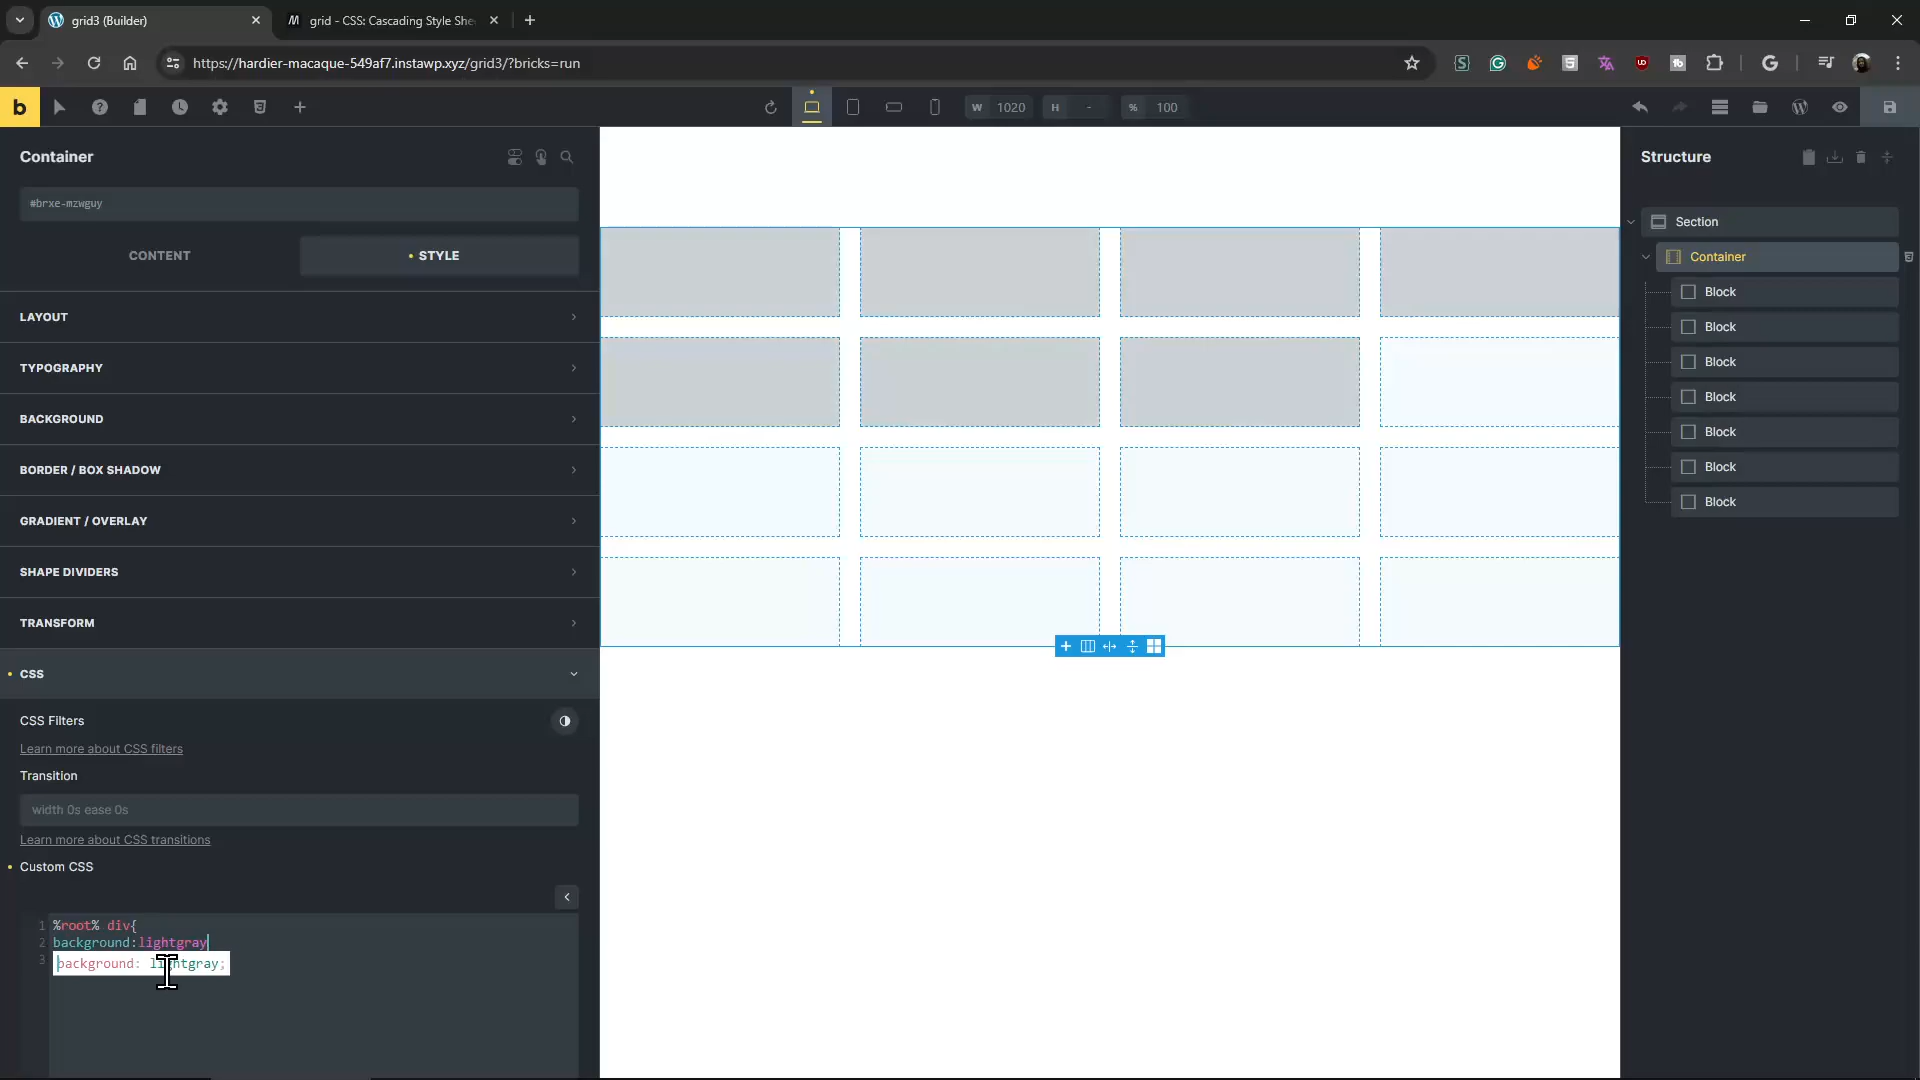 grid3 (Builder)
grid - CSS: Cascading Style She
https://hardier-macaque-549af7.instawp.xyz/grid3/?bricks=run
b
W 1020
H -
% 100
Container
#brxe-mzwguy
CONTENT
STYLE
LAYOUT
TYPOGRAPHY
BACKGROUND
BORDER / BOX SHADOW
GRADIENT / OVERLAY
SHAPE DIVIDERS
TRANSFORM
CSS
CSS Filters
Learn more about CSS filters
Transition
width 0s ease 0s
Learn more about CSS transitions
Custom CSS
1 %root% div{
2 background:lightgray
3
background: lightgray;
Structure
Section
Container
Block
Block
Block
Block
Block
Block
Block